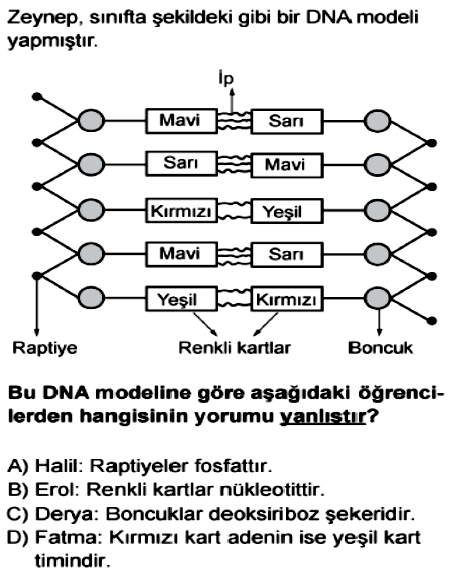 Zeynep, sınıfta şekildeki gibi bir DNA modeli
yapmıştır.
İp
Mavi Sarı
Sarı Mavi
Kırmızı Yeşil
Mavi Sarı
Yeşil Kırmızı
Raptiye Renkli kartlar Boncuk
Bu DNA modeline göre aşağıdaki öğrenci-
lerden hangisinin yorumu yanlıştır?
A) Halil: Raptiyeler fosfattır.
B) Erol: Renkli kartlar nükleotittir.
C) Derya: Boncuklar deoksiriboz şekeridir.
D) Fatma: Kırmızı kart adenin ise yeşil kart
timindir.